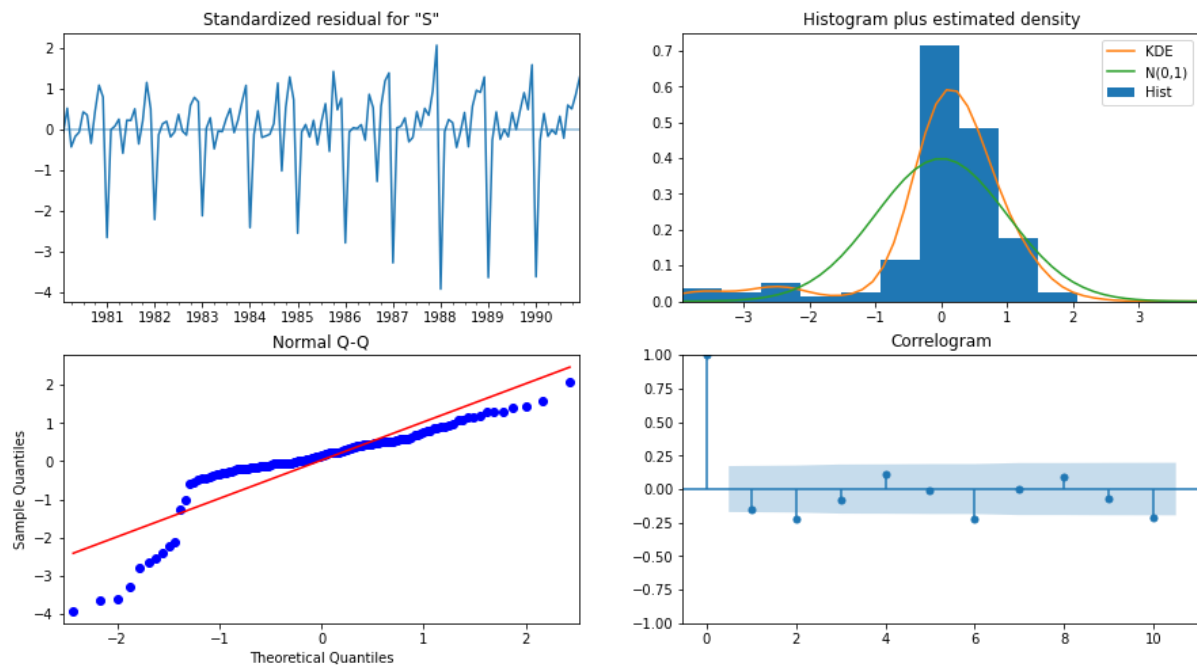 Standardized residual for "S"
2
1
0
−1
−2
−3
−4
1981 1982 1983 1984 1985 1986 1987 1988 1989 1990
Histogram plus estimated density
0.7
0.6
0.5
0.4
0.3
0.2
0.1
0.0
KDE
N(0,1)
Hist
−3 −2 −1 0 1 2 3
Normal Q-Q
Sample Quantiles
2
1
0
−1
−2
−3
−4
−2 −1 0 1 2
Theoretical Quantiles
Correlogram
1.00
0.75
0.50
0.25
0.00
−0.25
−0.50
−0.75
−1.00
0 2 4 6 8 10